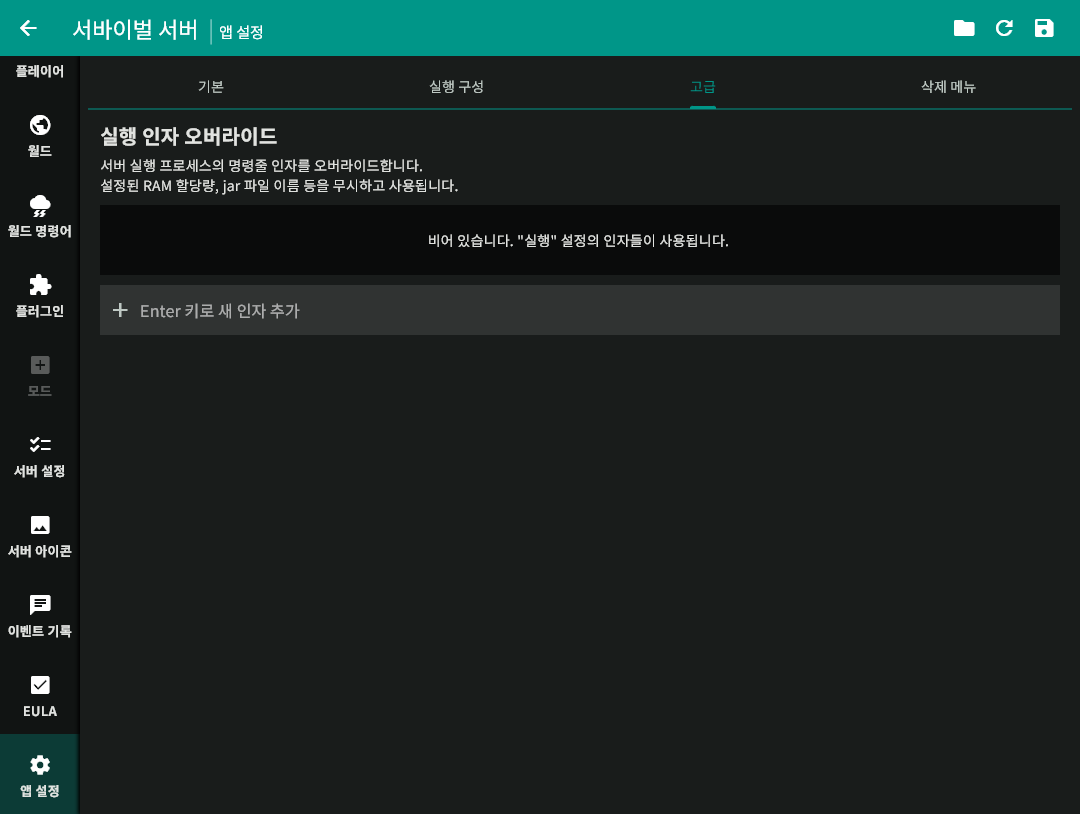 서바이벌 서버 | 앱 설정
플레이어
월드
월드 명령어
플러그인
모드
서버 설정
서버 아이콘
이벤트 기록
EULA
앱 설정
기본
실행 구성
고급
삭제 메뉴
실행 인자 오버라이드
서버 실행 프로세스의 명령줄 인자를 오버라이드합니다.
설정된 RAM 할당량, jar 파일 이름 등을 무시하고 사용됩니다.
비어 있습니다. "실행" 설정의 인자들이 사용됩니다.
Enter 키로 새 인자 추가